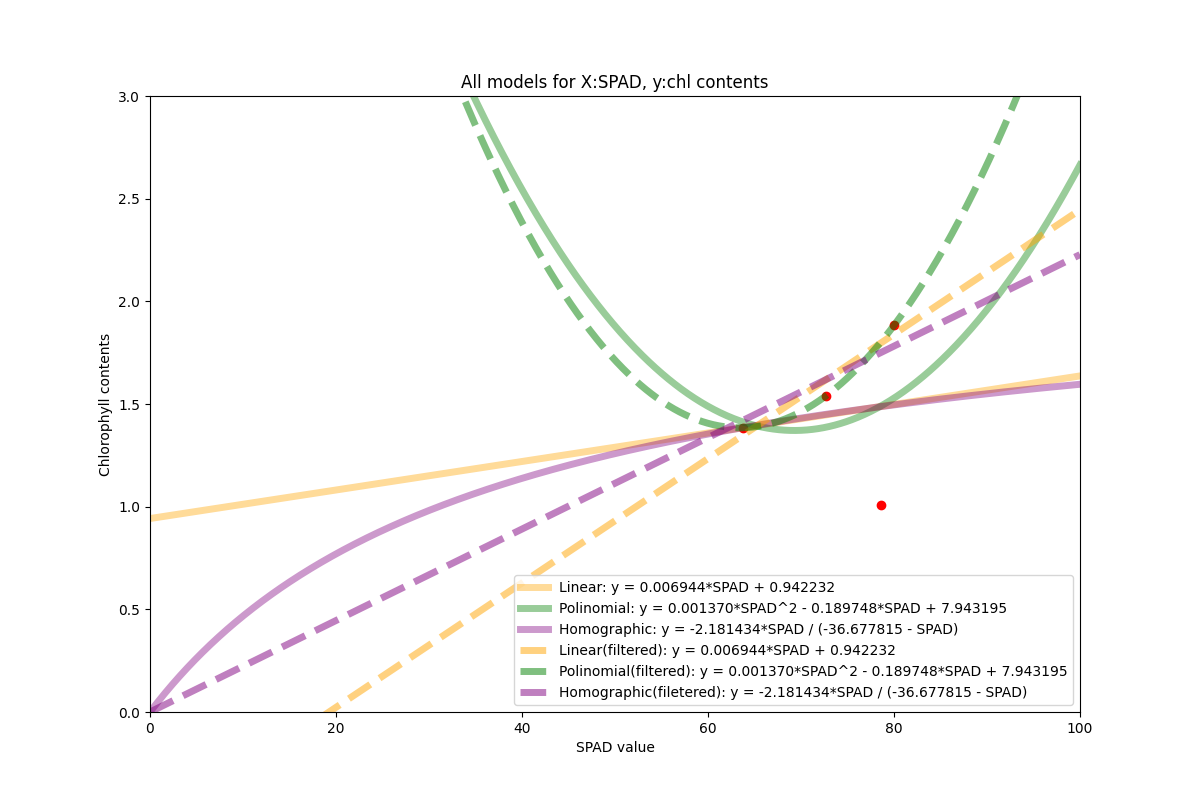 All models for X:SPAD, y:chl contents
3.0
2.5
2.0
1.5
1.0
0.5
0.0
Chlorophyll contents
Linear: y = 0.006944*SPAD + 0.942232
Polinomial: y = 0.001370*SPAD^2 - 0.189748*SPAD + 7.943195
Homographic: y = -2.181434*SPAD / (-36.677815 - SPAD)
Linear(filtered): y = 0.006944*SPAD + 0.942232
Polinomial(filtered): y = 0.001370*SPAD^2 - 0.189748*SPAD + 7.943195
Homographic(filetered): y = -2.181434*SPAD / (-36.677815 - SPAD)
0 20 40 60 80 100
SPAD value